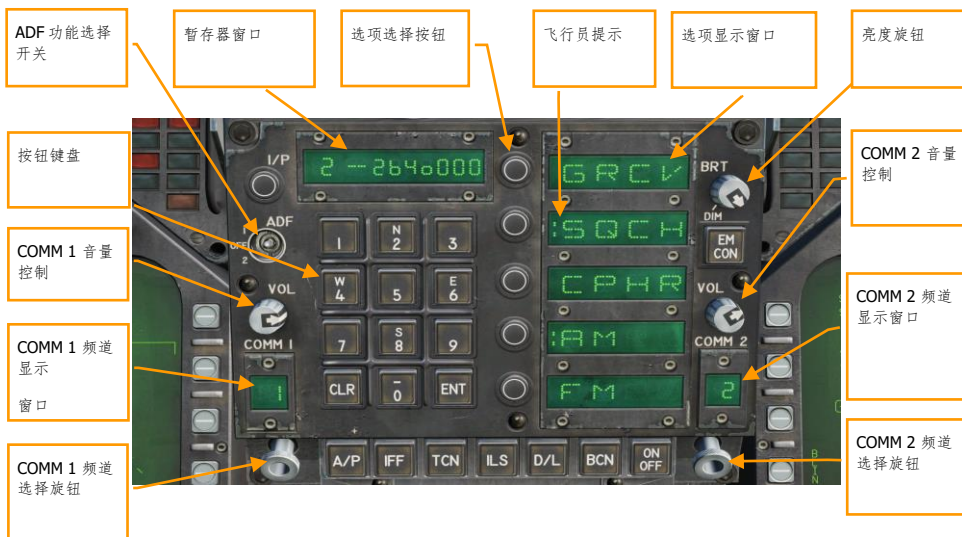 ADF 功能选择
开关
暂存器窗口
选项选择按钮
飞行员提示
选项显示窗口
亮度旋钮
按钮键盘
COMM 1 音量
控制
COMM 1 频道
显示
窗口
COMM 1 频道
选择旋钮
COMM 2 音量
控制
COMM 2 频道
显示窗口
COMM 2 频道
选择旋钮
I/P
2 --264o000
GRCV
BRT
ADF
OFF
2
1
N
2
3
:SQCH
DIM
EM
CON
W
4
5
E
6
CPHR
VOL
VOL
7
S
8
9
:AM
COMM 1
COMM 2
1
CLR
–
0
ENT
FM
2
A/P
IFF
TCN
ILS
D/L
BCN
ON
OFF